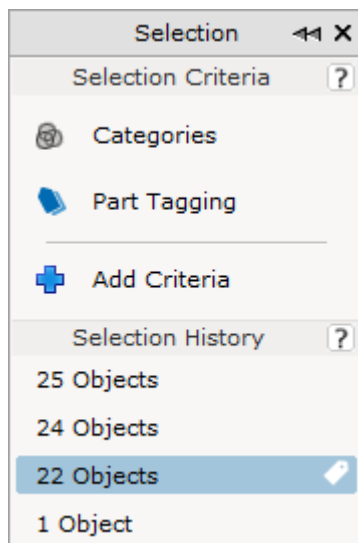 Selection
Selection Criteria ?
Categories
Part Tagging
Add Criteria
Selection History ?
25 Objects
24 Objects
22 Objects
1 Object